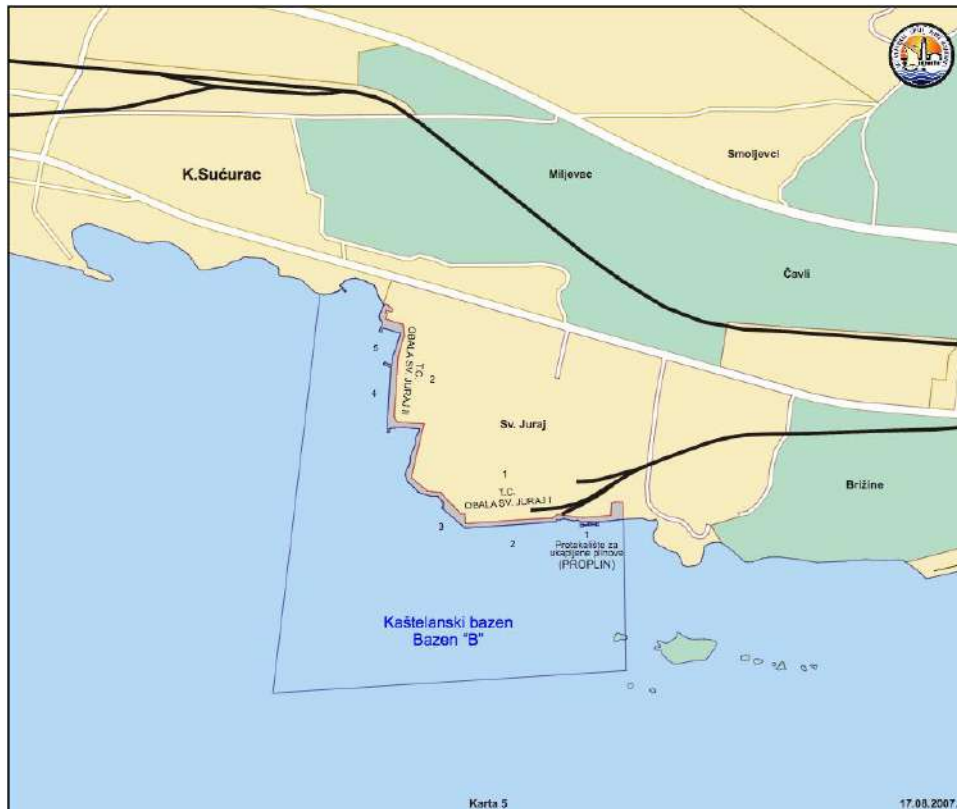 Smoljevci
K.Sućurac
Miljevac
Čavli
5
4
T.C.
OBALA SV. JURAJ II
2
Sv. Juraj
1
T.C.
OBALA SV. JURAJ I
Brižine
3
2
1
Pretakalište za
ukapljene plinove
(PROPLIN)
Kaštelanski bazen
Bazen "B"
Karta 5
17.08.2007.